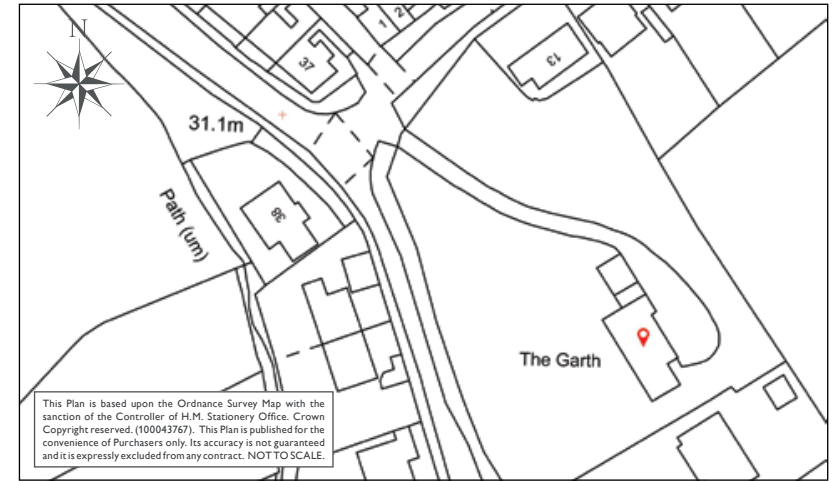 N
1
2
37
13
31.1m
38
Path (um)
The Garth
This Plan is based upon the Ordnance Survey Map with the
sanction of the Controller of H.M. Stationery Office. Crown
Copyright reserved. (100043767). This Plan is published for the
convenience of Purchasers only. Its accuracy is not guaranteed
and it is expressly excluded from any contract. NOT TO SCALE.